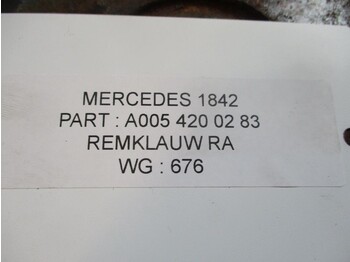 MERCEDES 1842
PART : A005 420 02 83
REMKLAUW RA
WG : 676